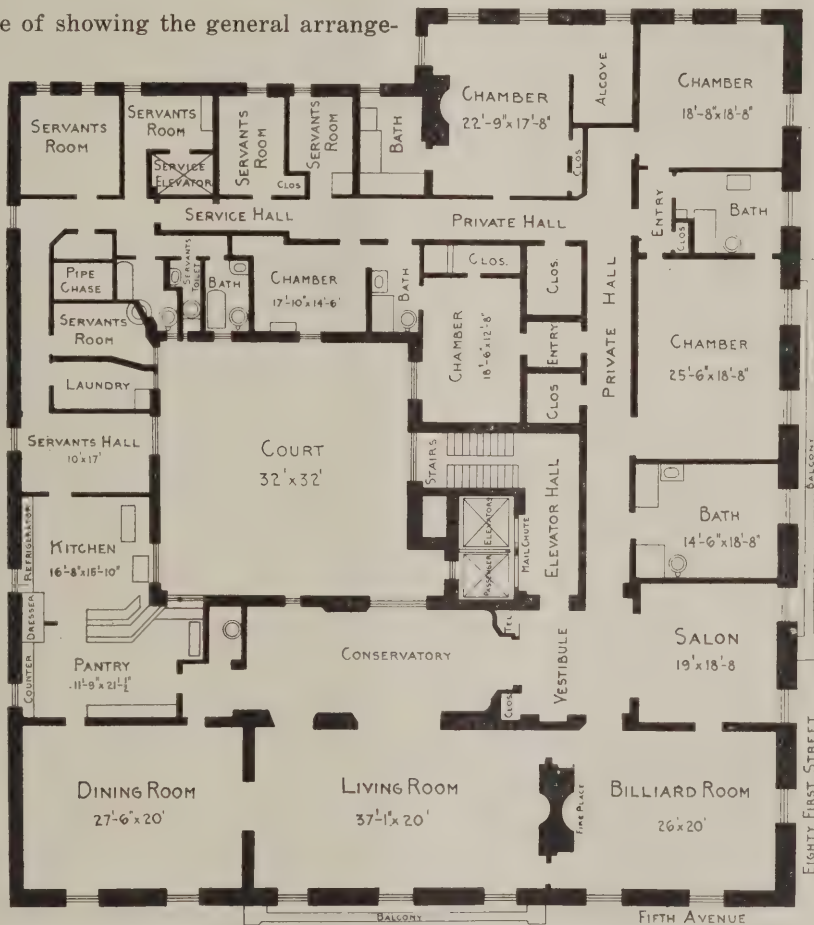 e of showing the general arrange-
CHAMBER
22'-9"x17'-8"
ALCOVE
CLOS
CHAMBER
18'-8"x18'-8"
SERVANTS
ROOM
SERVANTS
ROOM
SERVICE
ELEVATOR
SERVANTS
ROOM
CLOS
SERVANTS
ROOM
BATH
SERVICE HALL
PRIVATE HALL
ENTRY
CLOS
BATH
PIPE
CHASE
SERVANTS
TOILET
BATH
CHAMBER
17'-10"x14'-6"
BATH
CLOS.
CLOS.
SERVANTS
ROOM
CHAMBER
18'-6"x12'-8"
ENTRY
CLOS
PRIVATE HALL
CHAMBER
25'-6"x18'-8"
LAUNDRY
SERVANTS HALL
10'x17'
COURT
32'x32'
STAIRS
ELEVATOR HALL
ELEVATORS
PASSENGER
MAIL CHUTE
BALCONY
BATH
14'-6"x18'-8"
REFRIGERATOR
KITCHEN
16'-8"x15'-10"
DRESSER
COUNTER
PANTRY
11'-9"x21'-½"
CONSERVATORY
TEL
CLOS
VESTIBULE
SALON
19'x18'-8
DINING ROOM
27'-6"x20'
LIVING ROOM
37'-1"x20'
FIRE PLACE
BILLIARD ROOM
26'x20'
EIGHTY FIRST STREET
BALCONY
FIFTH AVENUE